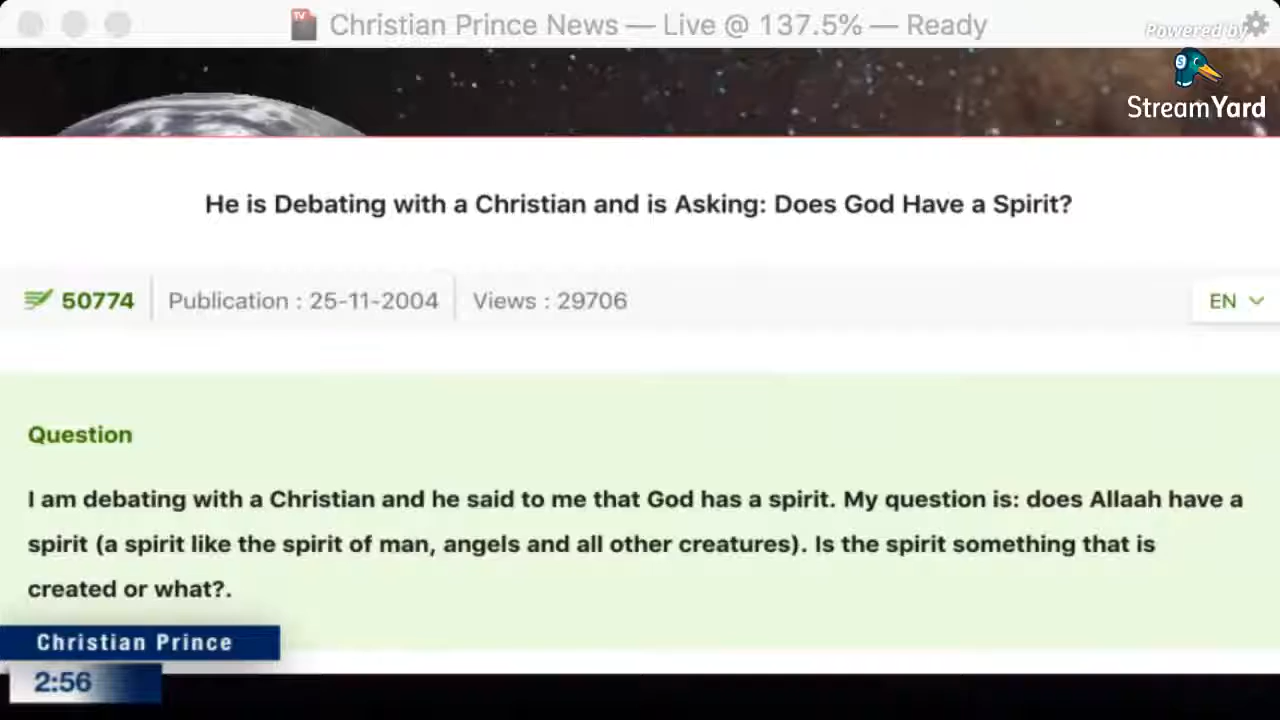 Christian Prince News — Live @ 137.5% — Ready
Powered by
StreamYard
He is Debating with a Christian and is Asking: Does God Have a Spirit?
50774 Publication : 25-11-2004 Views : 29706 EN
Question
I am debating with a Christian and he said to me that God has a spirit. My question is: does Allaah have a
spirit (a spirit like the spirit of man, angels and all other creatures). Is the spirit something that is
created or what?.
Christian Prince
2:56